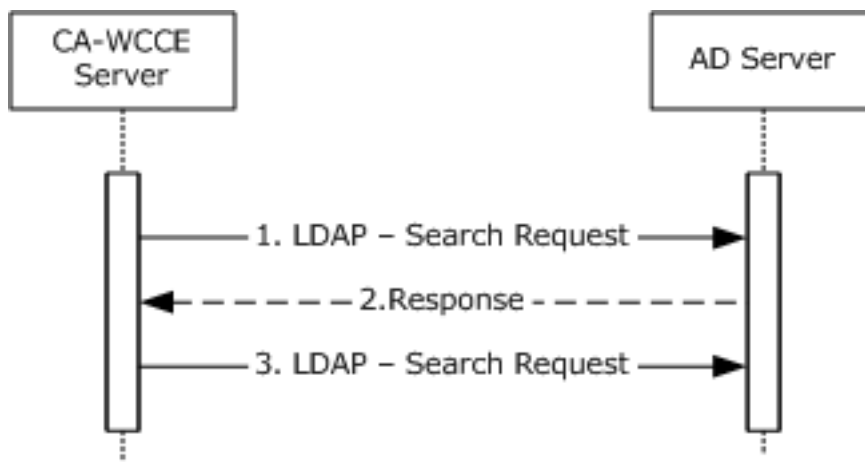 CA-WCCE
Server
AD Server
1. LDAP – Search Request
2.Response
3. LDAP – Search Request